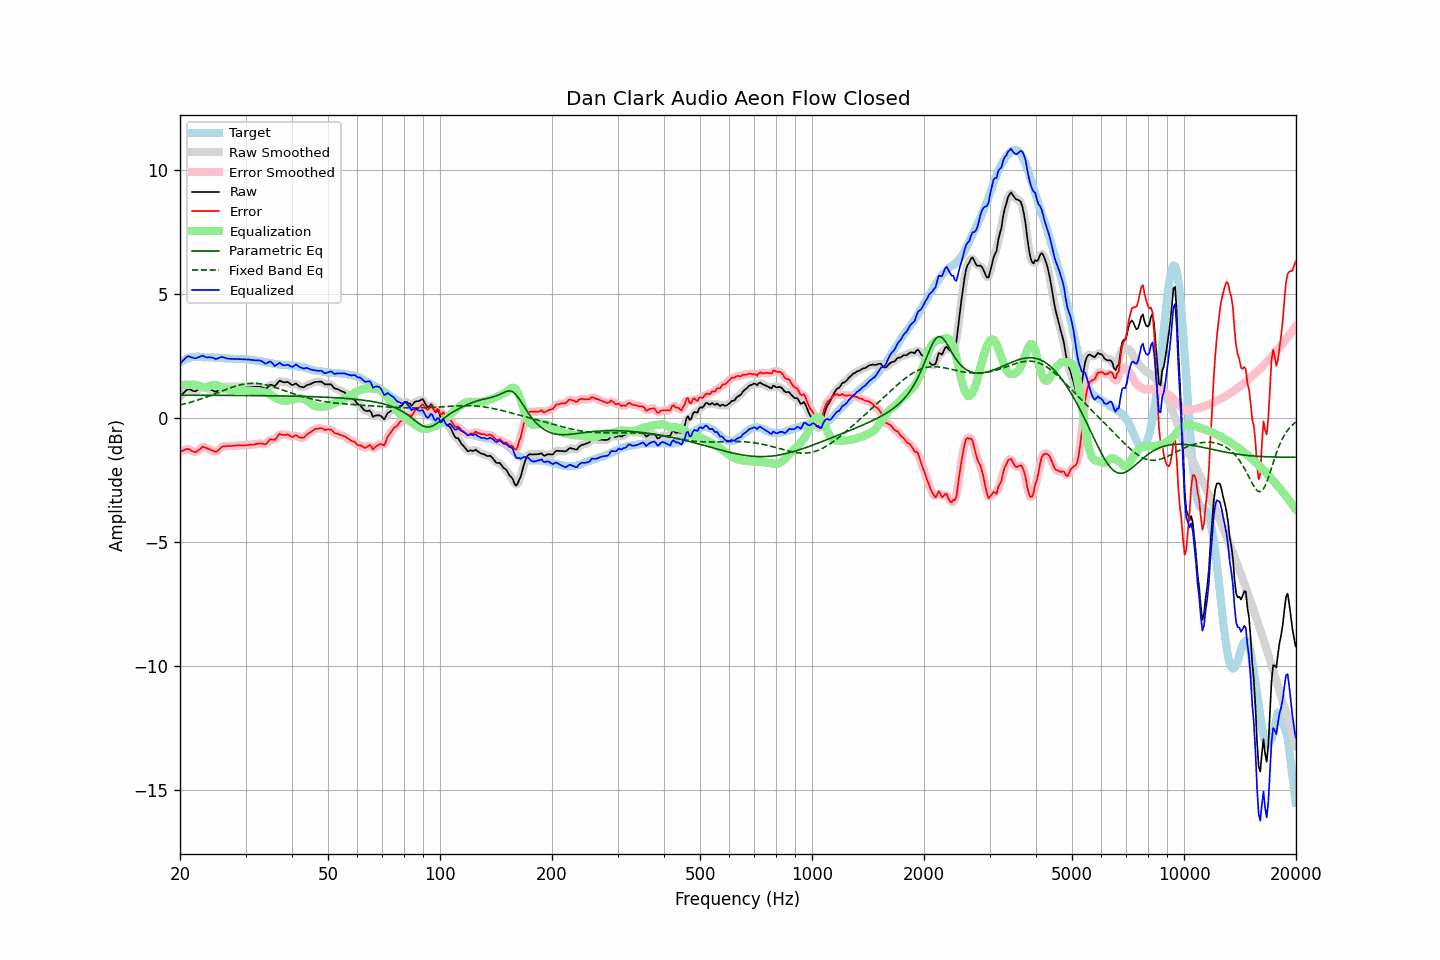 Dan Clark Audio Aeon Flow Closed
Target
Raw Smoothed
Error Smoothed
Raw
Error
Equalization
Parametric Eq
Fixed Band Eq
Equalized
10
5
0
−5
−10
−15
Amplitude (dBr)
20
50
100
200
500
1000
2000
5000
10000
20000
Frequency (Hz)